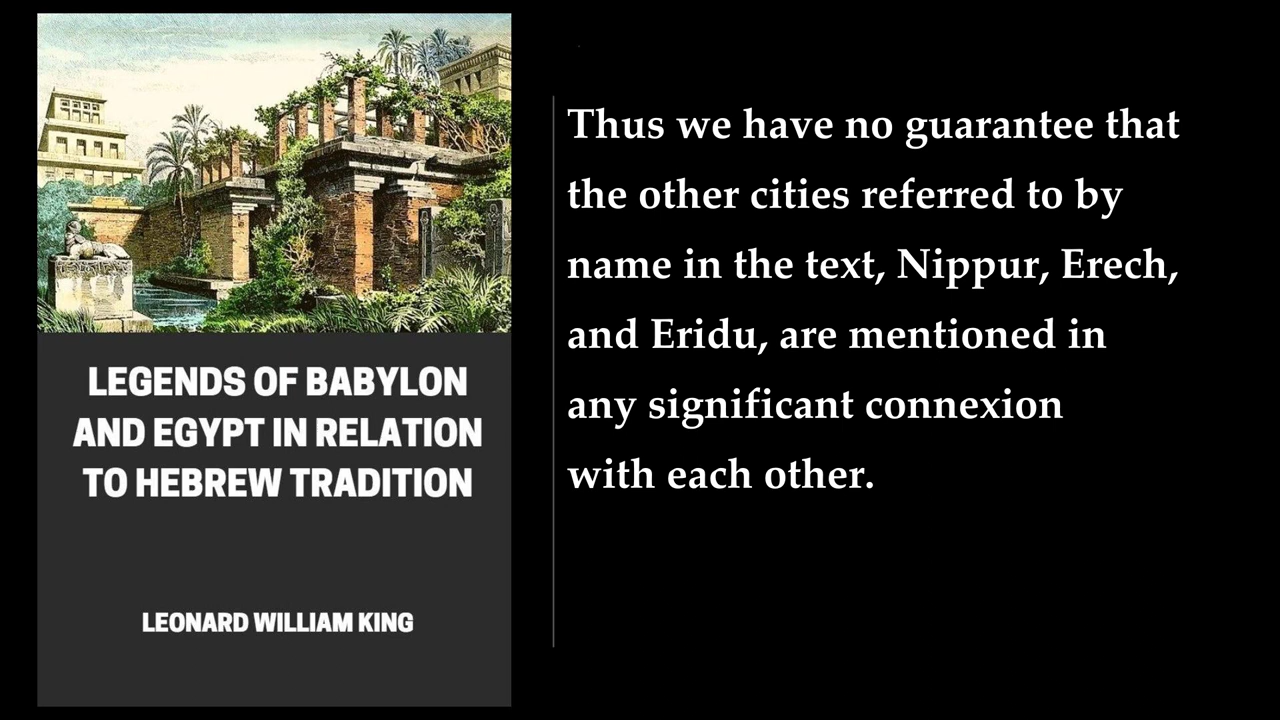 LEGENDS OF BABYLON
AND EGYPT IN RELATION
TO HEBREW TRADITION
LEONARD WILLIAM KING
Thus we have no guarantee that
the other cities referred to by
name in the text, Nippur, Erech,
and Eridu, are mentioned in
any significant connexion
with each other.